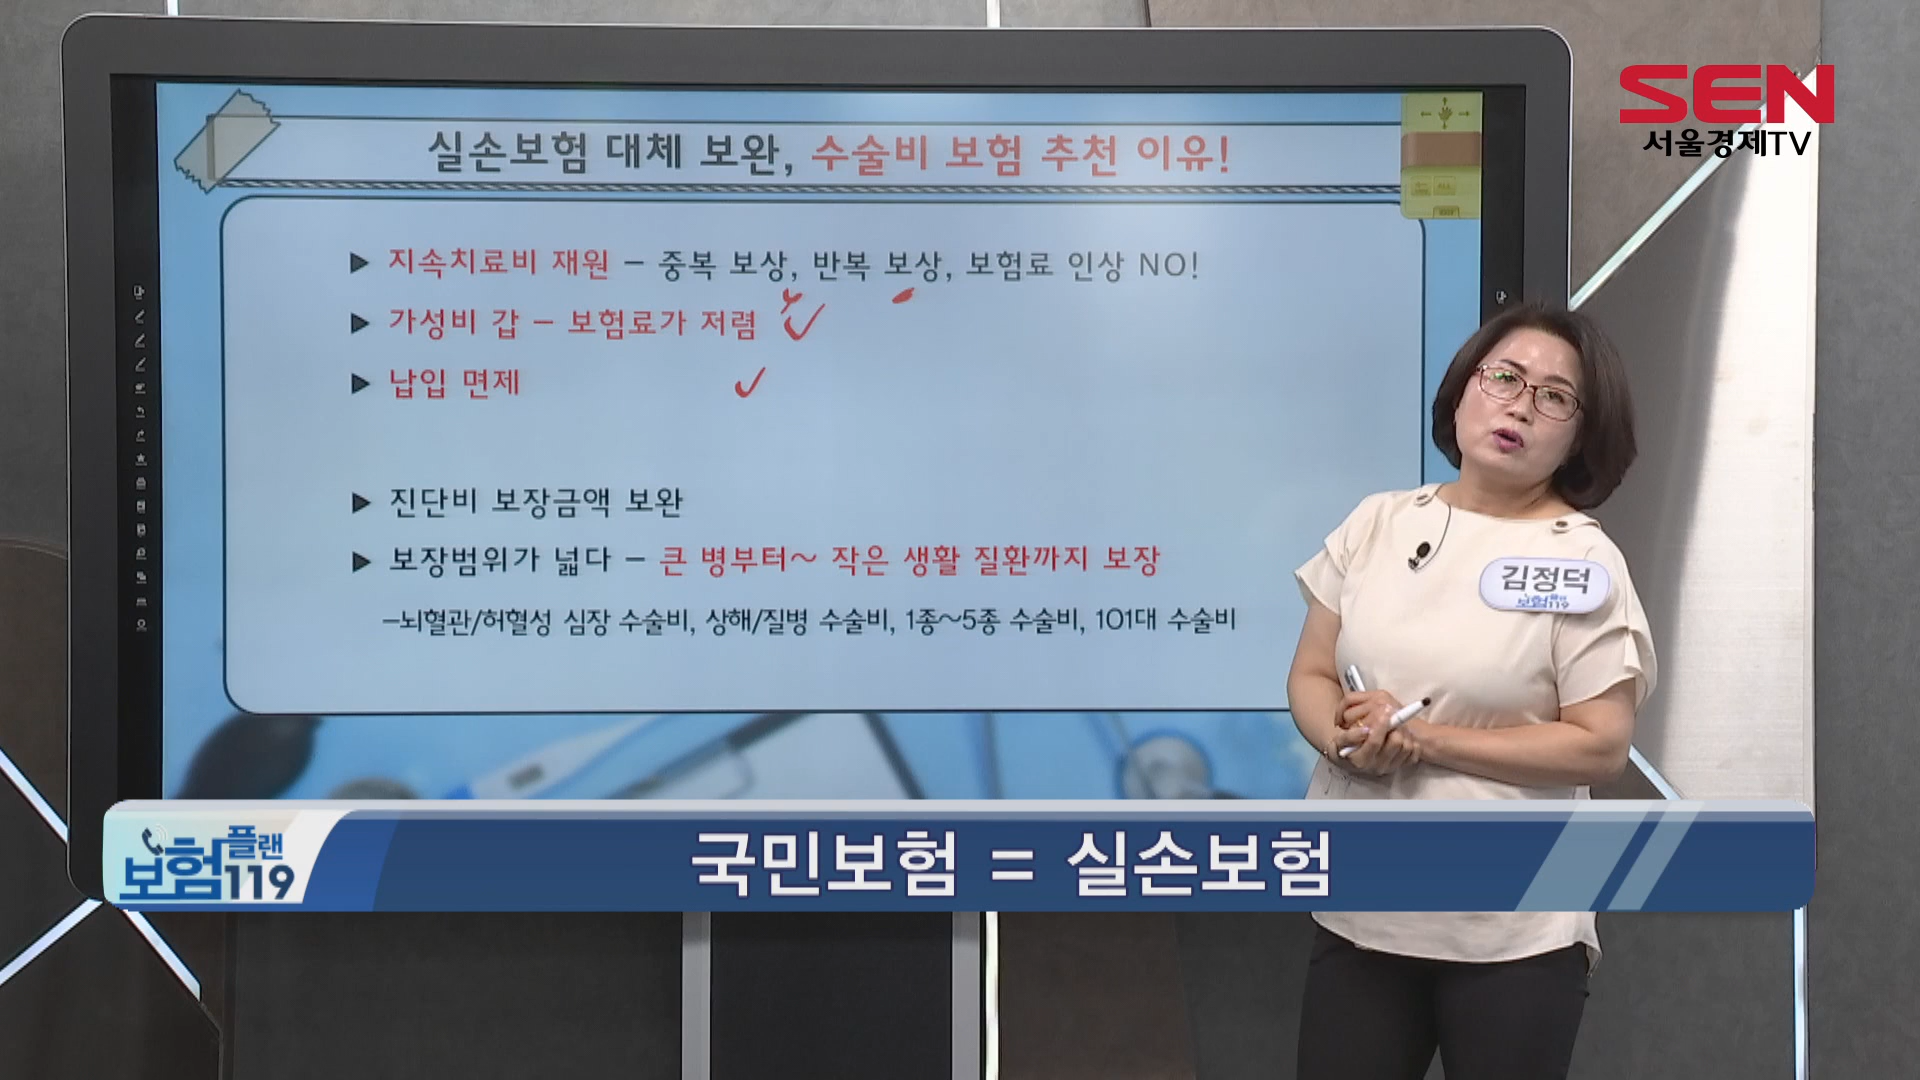 SEN
서울경제TV
실손보험 대체 보완, 수술비 보험 추천 이유!
▶ 지속치료비 재원 – 중복 보상, 반복 보상, 보험료 인상 NO!
▶ 가성비 갑 – 보험료가 저렴
▶ 납입 면제
▶ 진단비 보장금액 보완
▶ 보장범위가 넓다 – 큰 병부터~ 작은 생활 질환까지 보장
–뇌혈관/허혈성 심장 수술비, 상해/질병 수술비, 1종~5종 수술비, 101대 수술비
김정덕
보험플랜119
보험플랜119
국민보험 = 실손보험